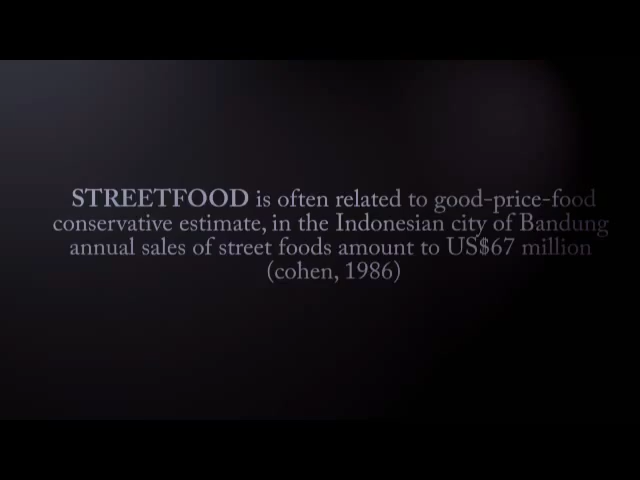 STREETFOOD is often related to good-price-food
conservative estimate, in the Indonesian city of Bandung
annual sales of street foods amount to US$67 million
(cohen, 1986)